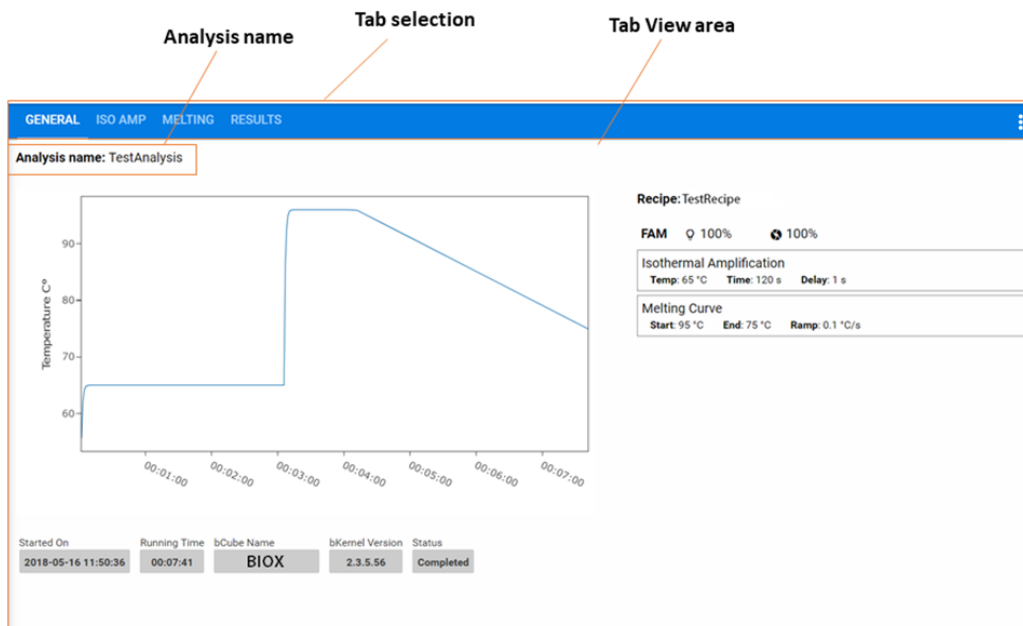 Analysis name
Tab selection
Tab View area
GENERAL ISO AMP MELTING RESULTS
Analysis name: TestAnalysis
Recipe: TestRecipe
FAM 100% 100%
Isothermal Amplification
Temp: 65 °C Time: 120 s Delay: 1 s
Melting Curve
Start: 95 °C End: 75 °C Ramp: 0.1 °C/s
Temperature C°
90
80
70
60
00:01:00 00:02:00 00:03:00 00:04:00 00:05:00 00:06:00 00:07:00
Started On Running Time bCube Name bKernel Version Status
2018-05-16 11:50:36 00:07:41 BIOX 2.3.5.56 Completed